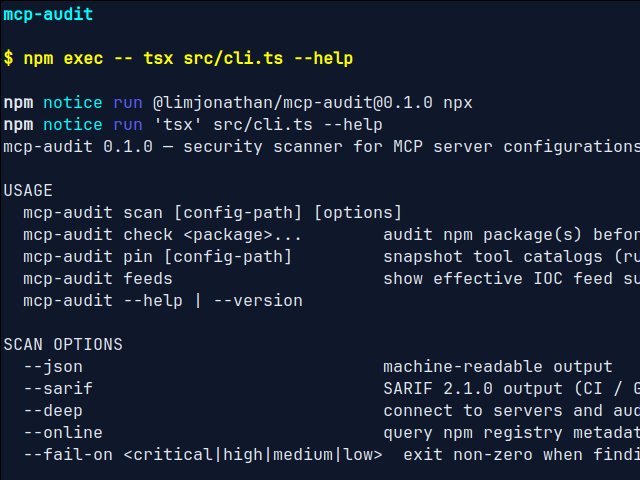 mcp-audit
$ npm exec -- tsx src/cli.ts --help
npm notice run @limjonathan/mcp-audit@0.1.0 npx
npm notice run 'tsx' src/cli.ts --help
mcp-audit 0.1.0 — security scanner for MCP server configurations
USAGE
mcp-audit scan [config-path] [options]
mcp-audit check <package>... audit npm package(s) befor
mcp-audit pin [config-path] snapshot tool catalogs (ru
mcp-audit feeds show effective IOC feed su
mcp-audit --help | --version
SCAN OPTIONS
--json machine-readable output
--sarif SARIF 2.1.0 output (CI / G
--deep connect to servers and aud
--online query npm registry metadat
--fail-on <critical|high|medium|low> exit non-zero when findi